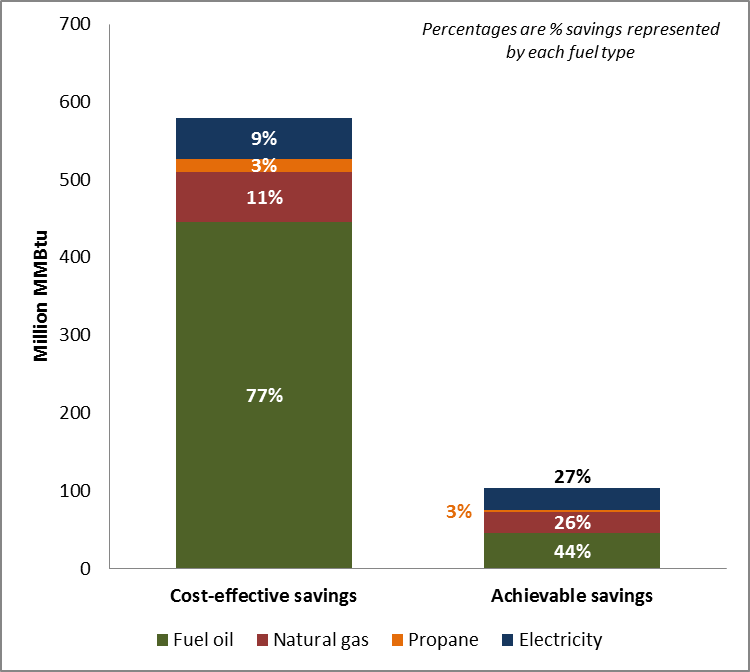 Percentages are % savings represented
by each fuel type
700
600
500
400
300
200
100
0
Million MMBtu
9%
3%
11%
77%
27%
3%
26%
44%
Cost-effective savings
Achievable savings
Fuel oil
Natural gas
Propane
Electricity